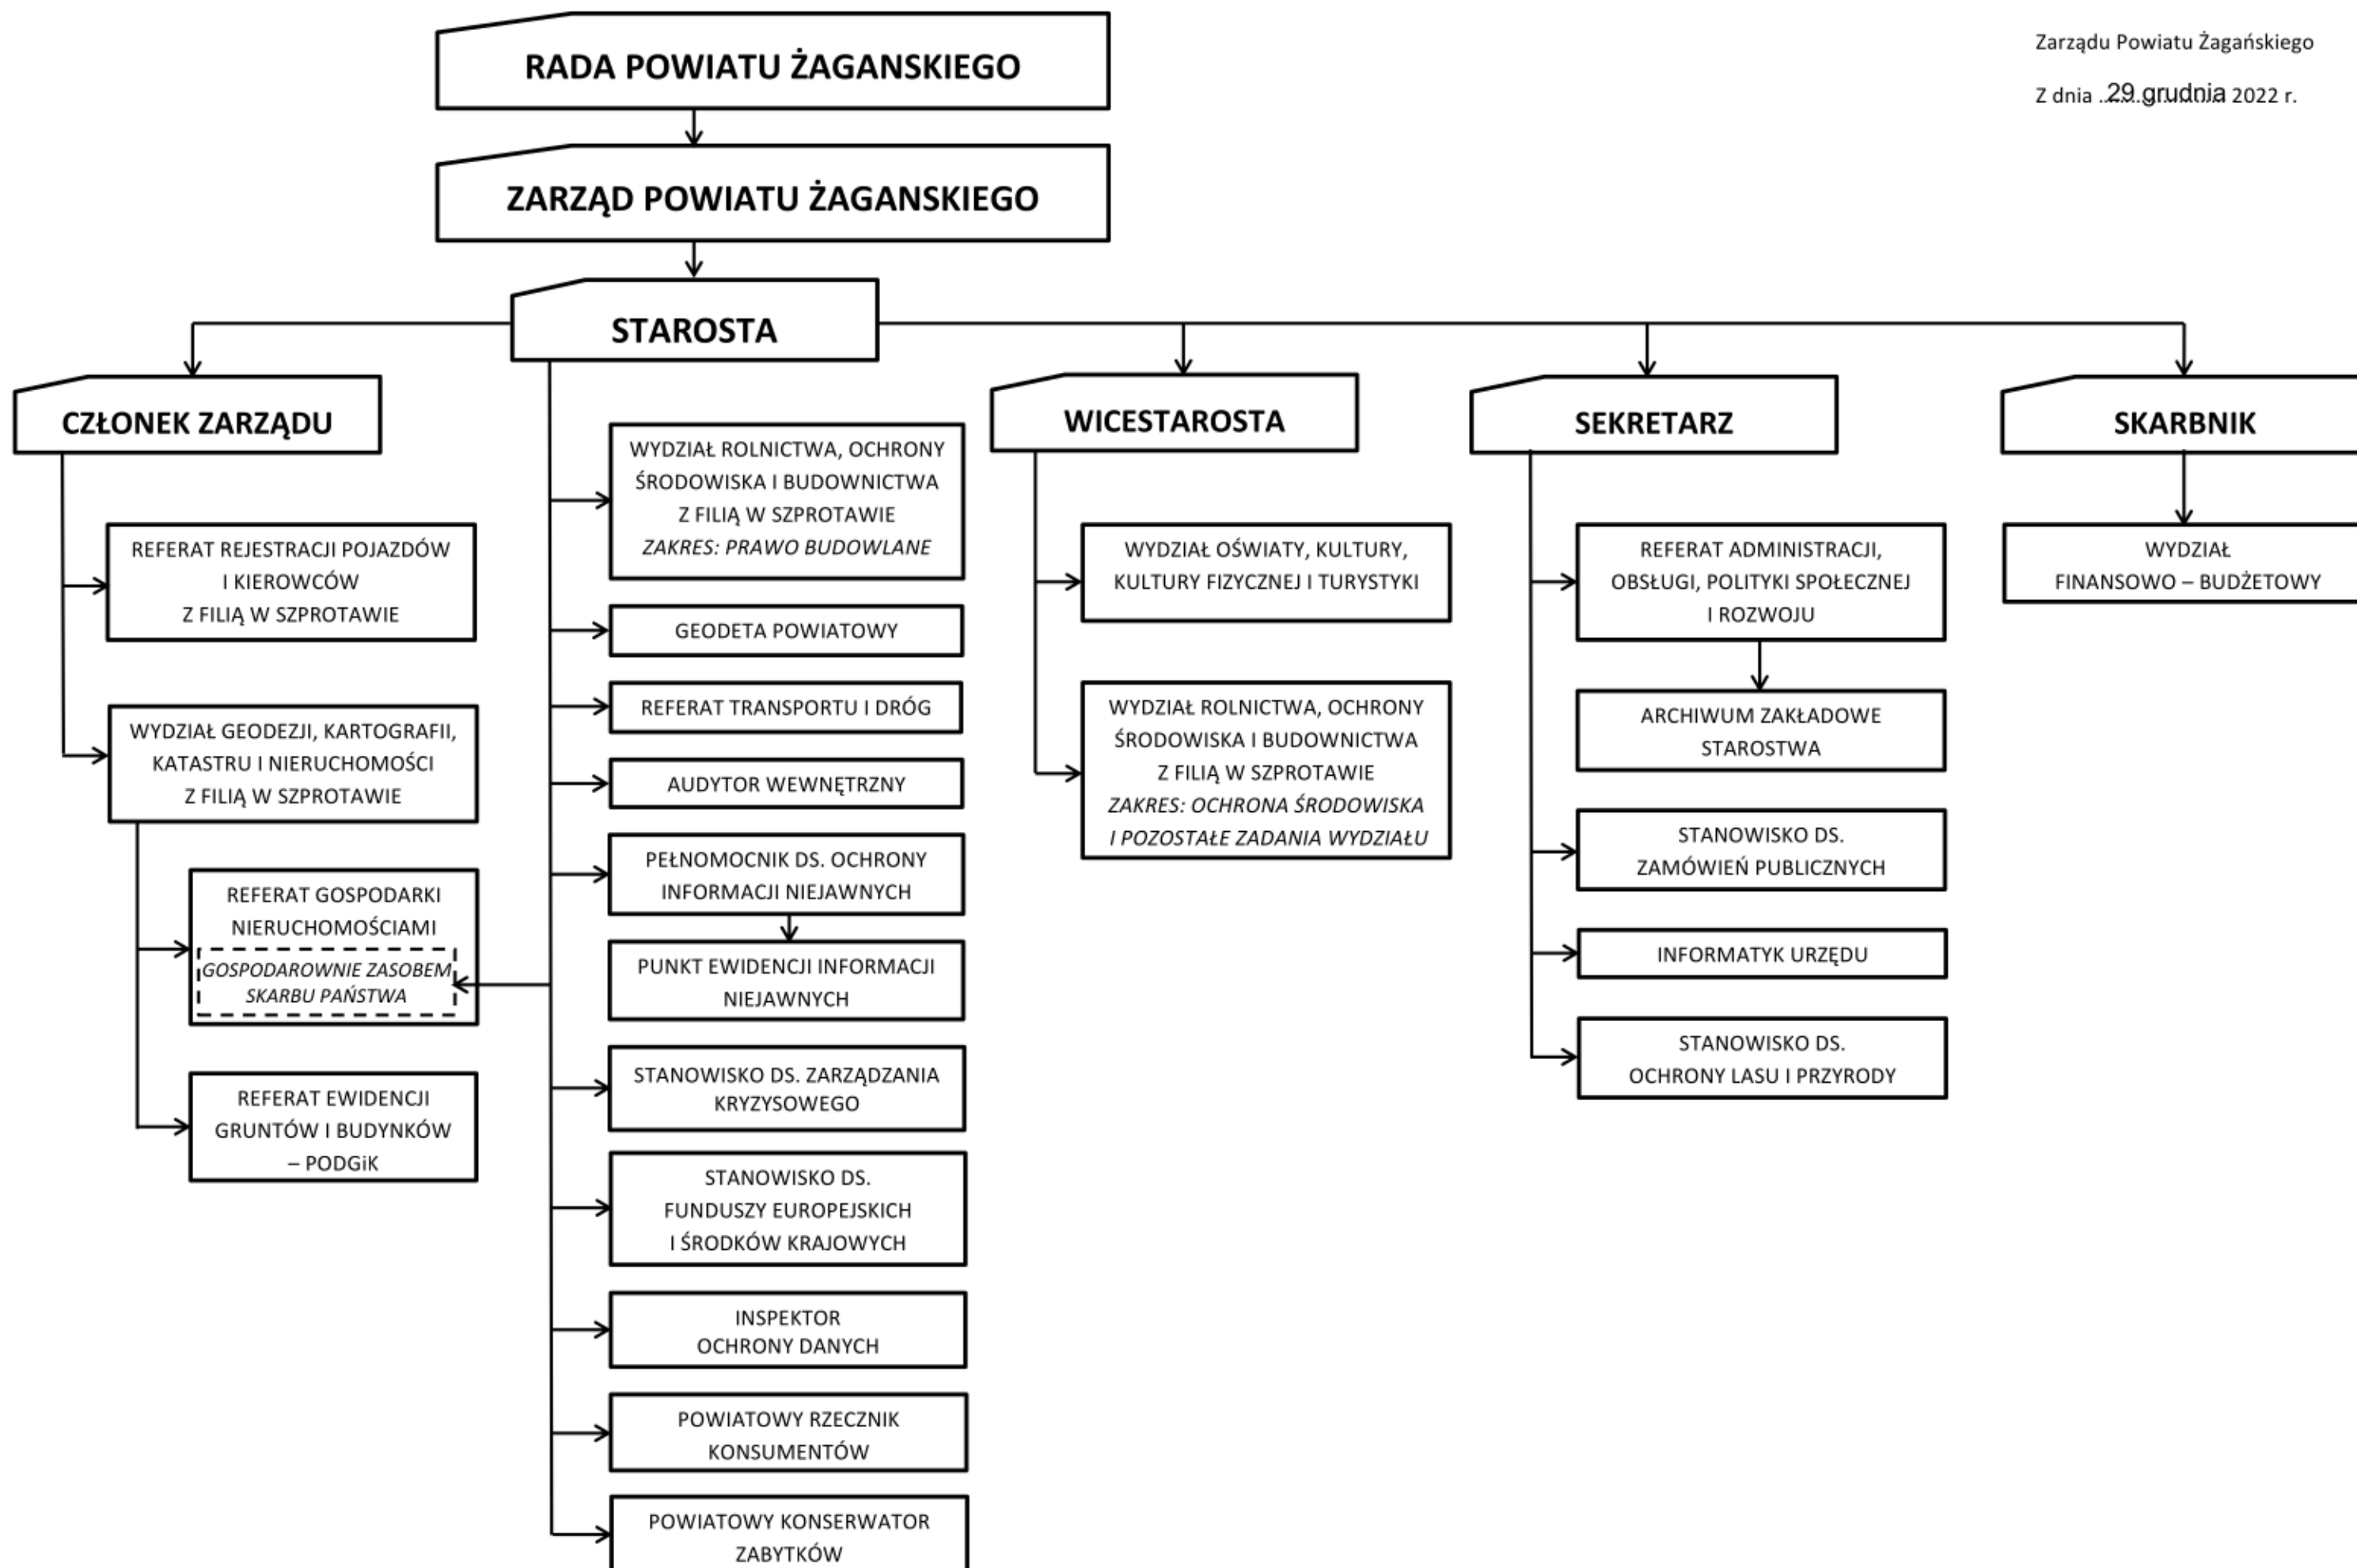 Zarządu Powiatu Żagańskiego
Z dnia ..29 grudnia 2022 r.
RADA POWIATU ŻAGANSKIEGO
ZARZĄD POWIATU ŻAGANSKIEGO
STAROSTA
CZŁONEK ZARZĄDU
REFERAT REJESTRACJI POJAZDÓW
I KIEROWCÓW
Z FILIĄ W SZPROTAWIE
WYDZIAŁ GEODEZJI, KARTOGRAFII,
KATASTRU I NIERUCHOMOŚCI
Z FILIĄ W SZPROTAWIE
REFERAT GOSPODARKI
NIERUCHOMOŚCIAMI
GOSPODAROWNIE ZASOBEM
SKARBU PAŃSTWA
REFERAT EWIDENCJI
GRUNTÓW I BUDYNKÓW
– PODGiK
WYDZIAŁ ROLNICTWA, OCHRONY
ŚRODOWISKA I BUDOWNICTWA
Z FILIĄ W SZPROTAWIE
ZAKRES: PRAWO BUDOWLANE
GEODETA POWIATOWY
REFERAT TRANSPORTU I DRÓG
AUDYTOR WEWNĘTRZNY
PEŁNOMOCNIK DS. OCHRONY
INFORMACJI NIEJAWNYCH
PUNKT EWIDENCJI INFORMACJI
NIEJAWNYCH
STANOWISKO DS. ZARZĄDZANIA
KRYZYSOWEGO
STANOWISKO DS.
FUNDUSZY EUROPEJSKICH
I ŚRODKÓW KRAJOWYCH
INSPEKTOR
OCHRONY DANYCH
POWIATOWY RZECZNIK
KONSUMENTÓW
POWIATOWY KONSERWATOR
ZABYTKÓW
WICESTAROSTA
WYDZIAŁ OŚWIATY, KULTURY,
KULTURY FIZYCZNEJ I TURYSTYKI
WYDZIAŁ ROLNICTWA, OCHRONY
ŚRODOWISKA I BUDOWNICTWA
Z FILIĄ W SZPROTAWIE
ZAKRES: OCHRONA ŚRODOWISKA
I POZOSTAŁE ZADANIA WYDZIAŁU
SEKRETARZ
REFERAT ADMINISTRACJI,
OBSŁUGI, POLITYKI SPOŁECZNEJ
I ROZWOJU
ARCHIWUM ZAKŁADOWE
STAROSTWA
STANOWISKO DS.
ZAMÓWIEŃ PUBLICZNYCH
INFORMATYK URZĘDU
STANOWISKO DS.
OCHRONY LASU I PRZYRODY
SKARBNIK
WYDZIAŁ
FINANSOWO – BUDŻETOWY